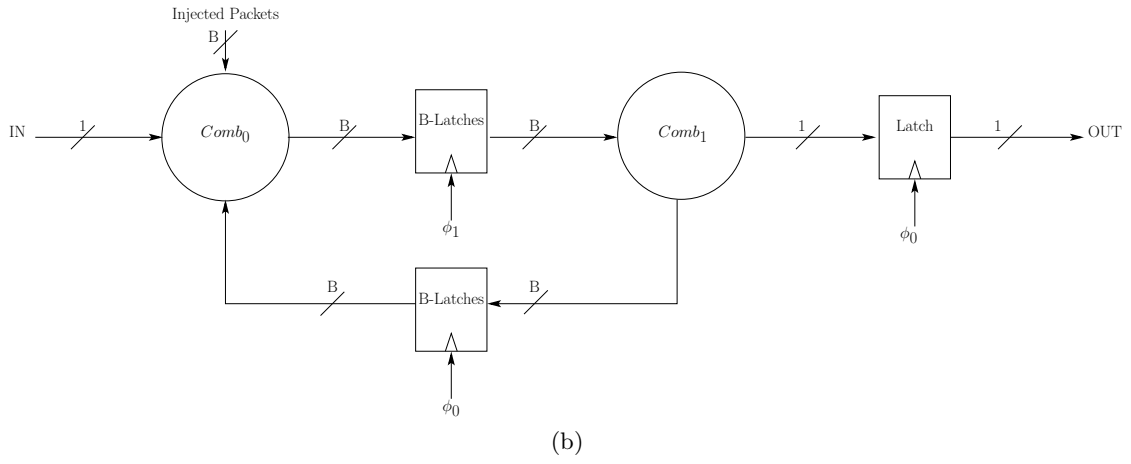 Injected Packets
B
IN
1
Comb₀
B
B-Latches
ϕ₁
B
Comb₁
1
Latch
ϕ₀
1
OUT
B
B-Latches
ϕ₀
B
(b)